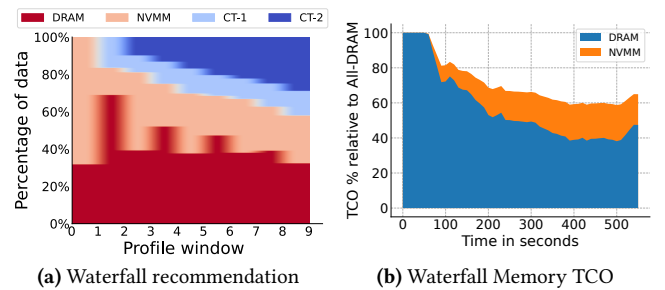 DRAM NVMM CT-1 CT-2
100%
80%
60%
40%
20%
0%
Percentage of data
0 1 2 3 4 5 6 7 8 9
Profile window
(a) Waterfall recommendation
DRAM
NVMM
100
80
60
40
20
0
TCO % relative to All-DRAM
0 100 200 300 400 500
Time in seconds
(b) Waterfall Memory TCO